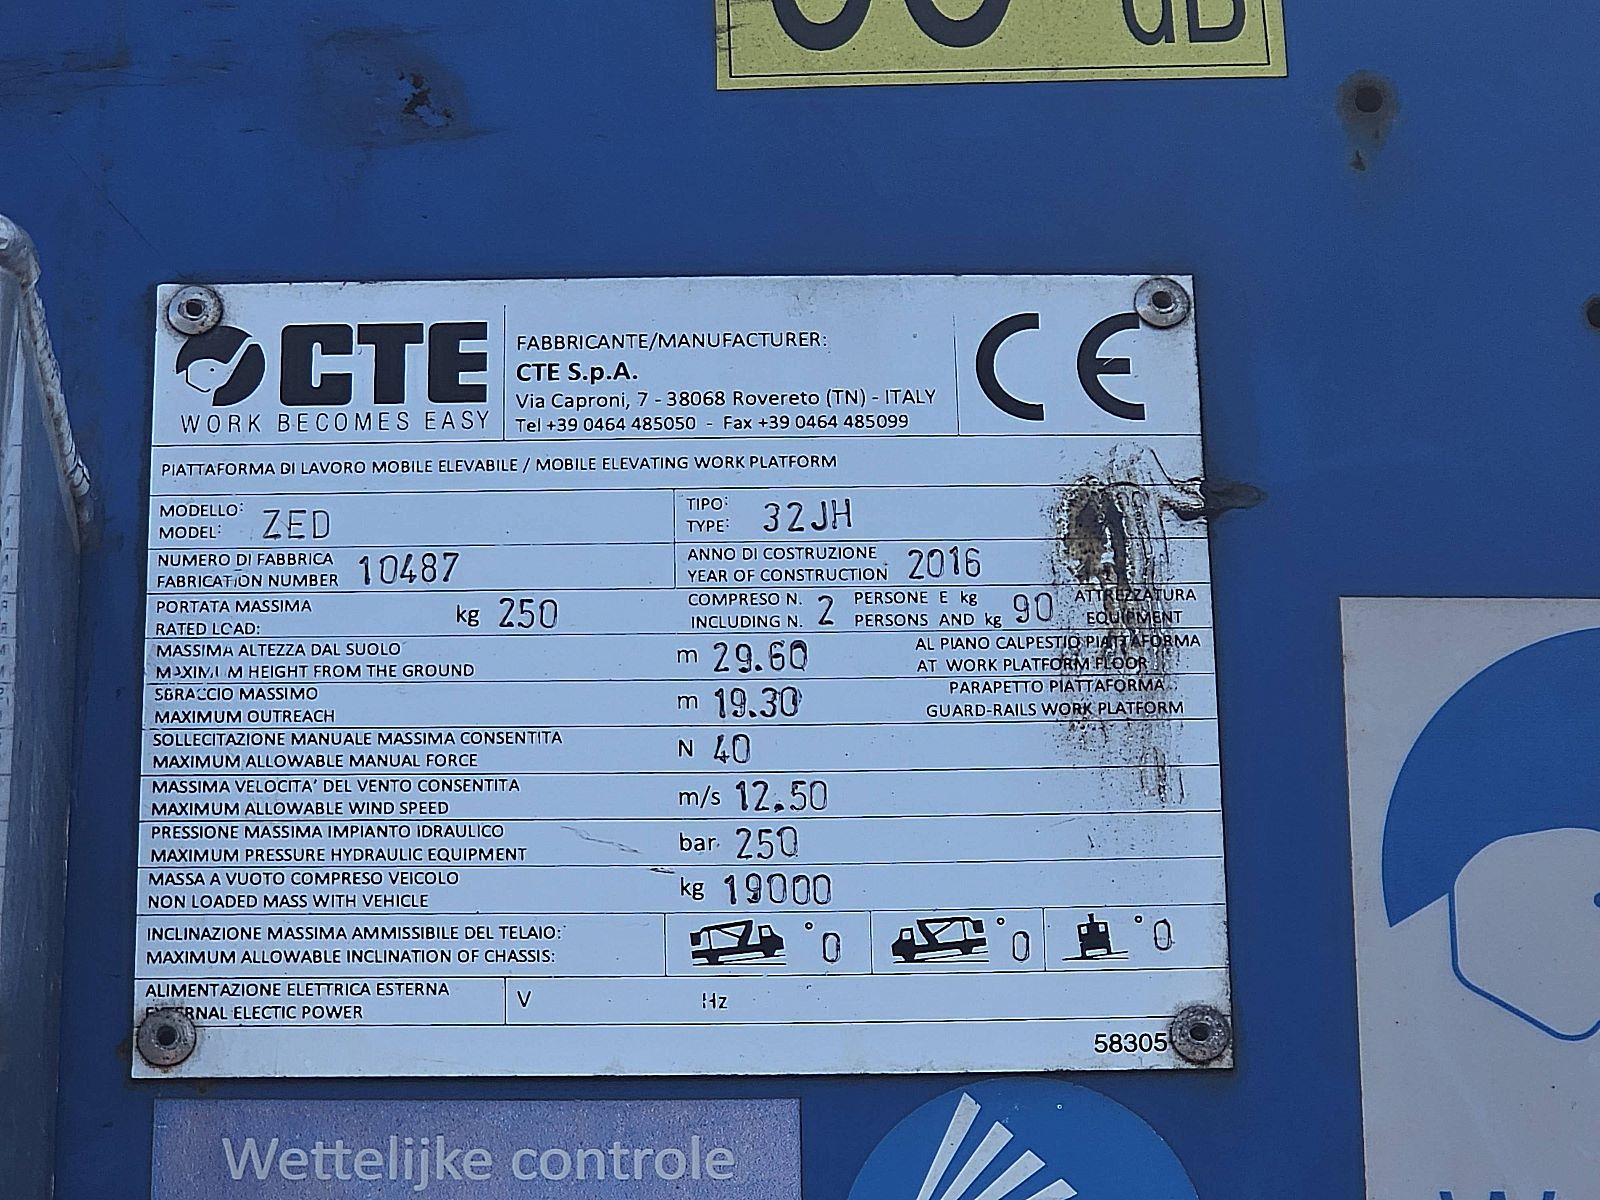 dB
CTE
WORK BECOMES EASY
FABBRICANTE/MANUFACTURER:
CTE S.p.A.
Via Caproni, 7 - 38068 Rovereto (TN) - ITALY
Tel +39 0464 485050 - Fax +39 0464 485099
CE
PIATTAFORMA DI LAVORO MOBILE ELEVABILE / MOBILE ELEVATING WORK PLATFORM
MODELLO:
MODEL: ZED
TIPO:
TYPE: 32JH
NUMERO DI FABBRICA
FABRICATION NUMBER 10487
ANNO DI COSTRUZIONE
YEAR OF CONSTRUCTION 2016
PORTATA MASSIMA
RATED LOAD:
kg 250
COMPRESO N. 2 PERSONE E kg 90 ATTREZZATURA
INCLUDING N. PERSONS AND kg EQUIPMENT
MASSIMA ALTEZZA DAL SUOLO
MAXIMUM HEIGHT FROM THE GROUND
m 29.60
AL PIANO CALPESTIO PIATTAFORMA
AT WORK PLATFORM FLOOR
SBRACCIO MASSIMO
MAXIMUM OUTREACH
m 19.30
PARAPETTO PIATTAFORMA
GUARD-RAILS WORK PLATFORM
SOLLECITAZIONE MANUALE MASSIMA CONSENTITA
MAXIMUM ALLOWABLE MANUAL FORCE
N 40
MASSIMA VELOCITA' DEL VENTO CONSENTITA
MAXIMUM ALLOWABLE WIND SPEED
m/s 12.50
PRESSIONE MASSIMA IMPIANTO IDRAULICO
MAXIMUM PRESSURE HYDRAULIC EQUIPMENT
bar 250
MASSA A VUOTO COMPRESO VEICOLO
NON LOADED MASS WITH VEHICLE
kg 19000
INCLINAZIONE MASSIMA AMMISSIBILE DEL TELAIO:
MAXIMUM ALLOWABLE INCLINATION OF CHASSIS:
° 0
° 0
° 0
ALIMENTAZIONE ELETTRICA ESTERNA
EXTERNAL ELECTIC POWER
V Hz
58305
Wettelijke controle